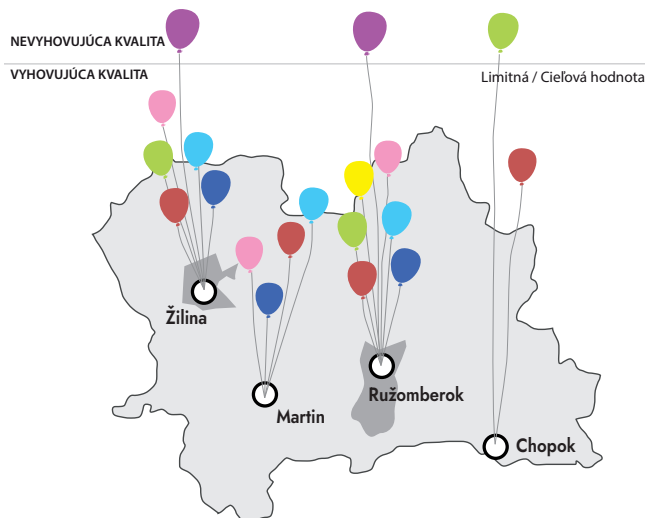 NEVYHOVUJÚCA KVALITA
VYHOVUJÚCA KVALITA
Limitná / Cieľová hodnota
Žilina
Martin
Ružomberok
Chopok